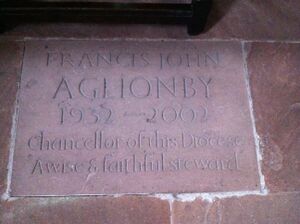 FRANCIS JOHN
AGLIONBY
1932 — 2002
Chancellor of this Diocese
A wise & faithful steward